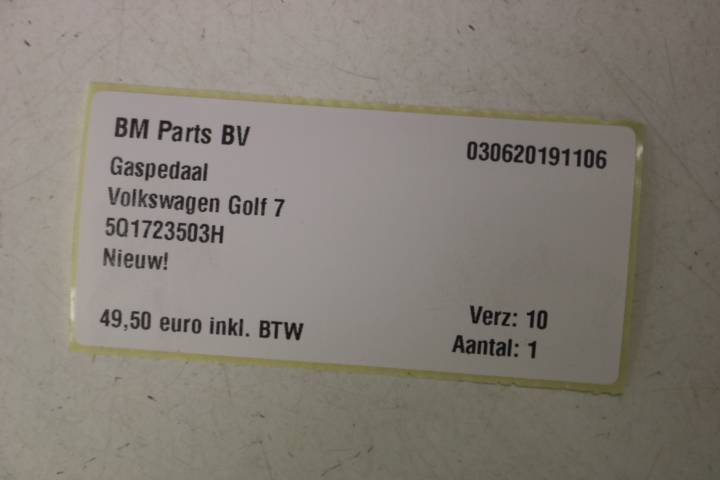 BM Parts BV
030620191106
Gaspedaal
Volkswagen Golf 7
5Q1723503H
Nieuw!
49,50 euro inkl. BTW
Verz: 10
Aantal: 1